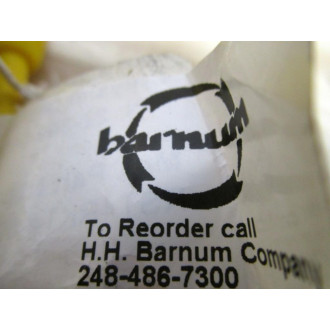 barnum
To Reorder call
H.H. Barnum Company
248-486-7300